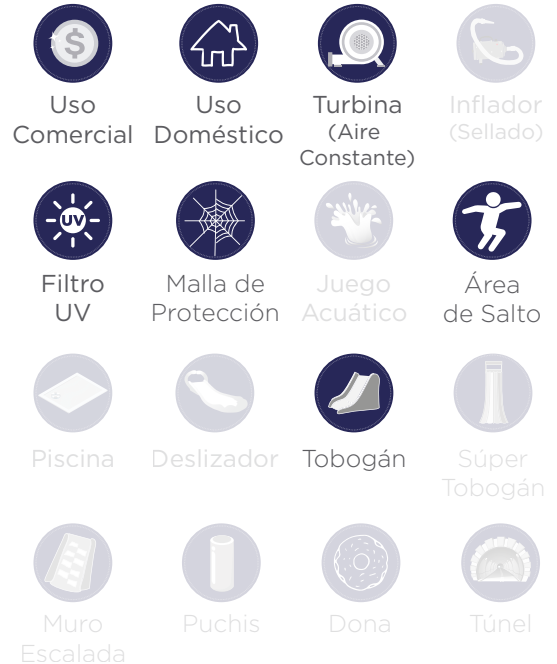 $
Uso
Comercial
Uso
Doméstico
Turbina
(Aire
Constante)
Inflador
(Sellado)
UV
Filtro
UV
Malla de
Protección
Juego
Acuático
Área
de Salto
Piscina
Deslizador
Tobogán
Súper
Tobogán
Muro
Escalada
Puchis
Dona
Túnel